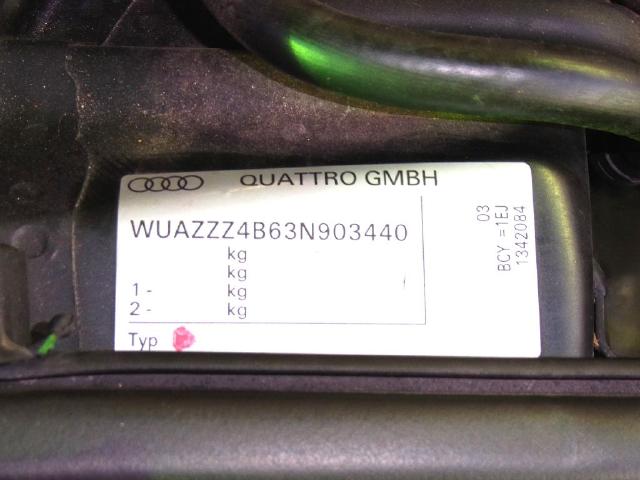 QUATTRO GMBH
WUAZZZ4B63N903440
kg
kg
1 - kg
2 - kg
Typ
03
BCY =1EJ
1342084